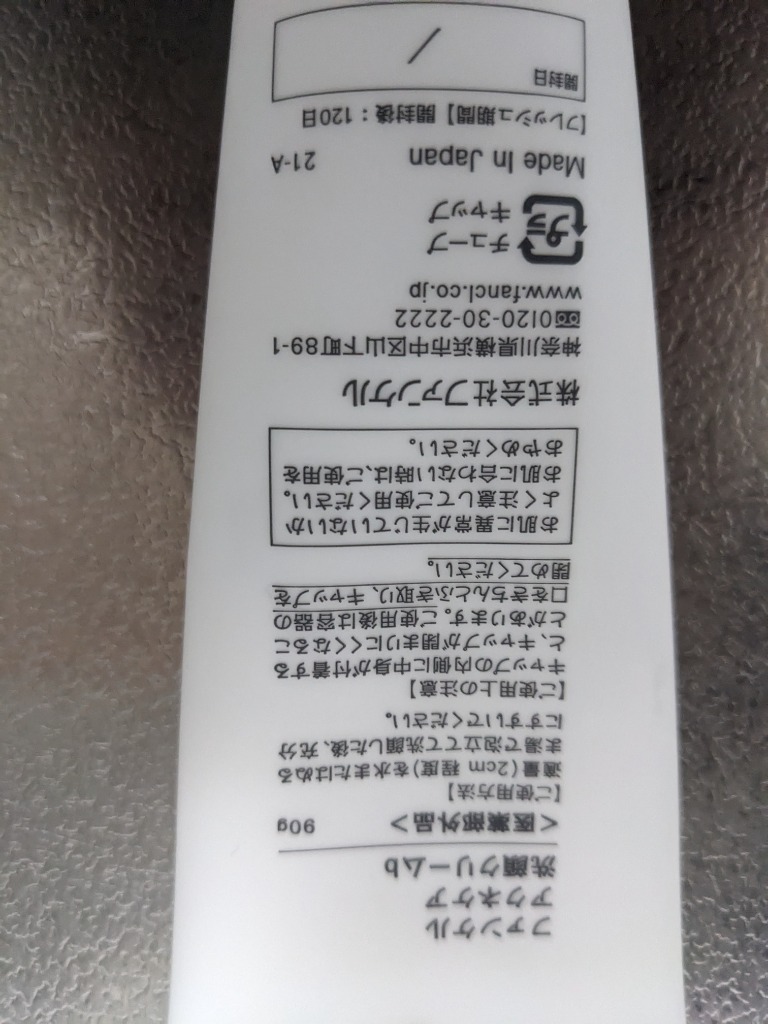 ファンケル
アクネケア
洗顔クリームb
＜医薬部外品＞ 90g
【ご使用方法】
適量(2cm 程度)を水またはぬる
ま湯で泡立てて洗顔した後、充分
にすすいでください。
【ご使用上の注意】
キャップの内側に中身が付着する
と、キャップが閉まりにくくなるこ
とがあります。ご使用後は容器の
口をきちんとふき取り、キャップを
閉めてください。
お肌に異常が生じていないか
よく注意してご使用ください。
お肌に合わない時は、ご使用を
おやめください。
株式会社ファンケル
神奈川県横浜市中区山下町89-1
0120-30-2222
www.fancl.co.jp
プラ
チューブ
キャップ
Made In Japan 21-A
【フレッシュ期間】開封後：120日
開封日 /